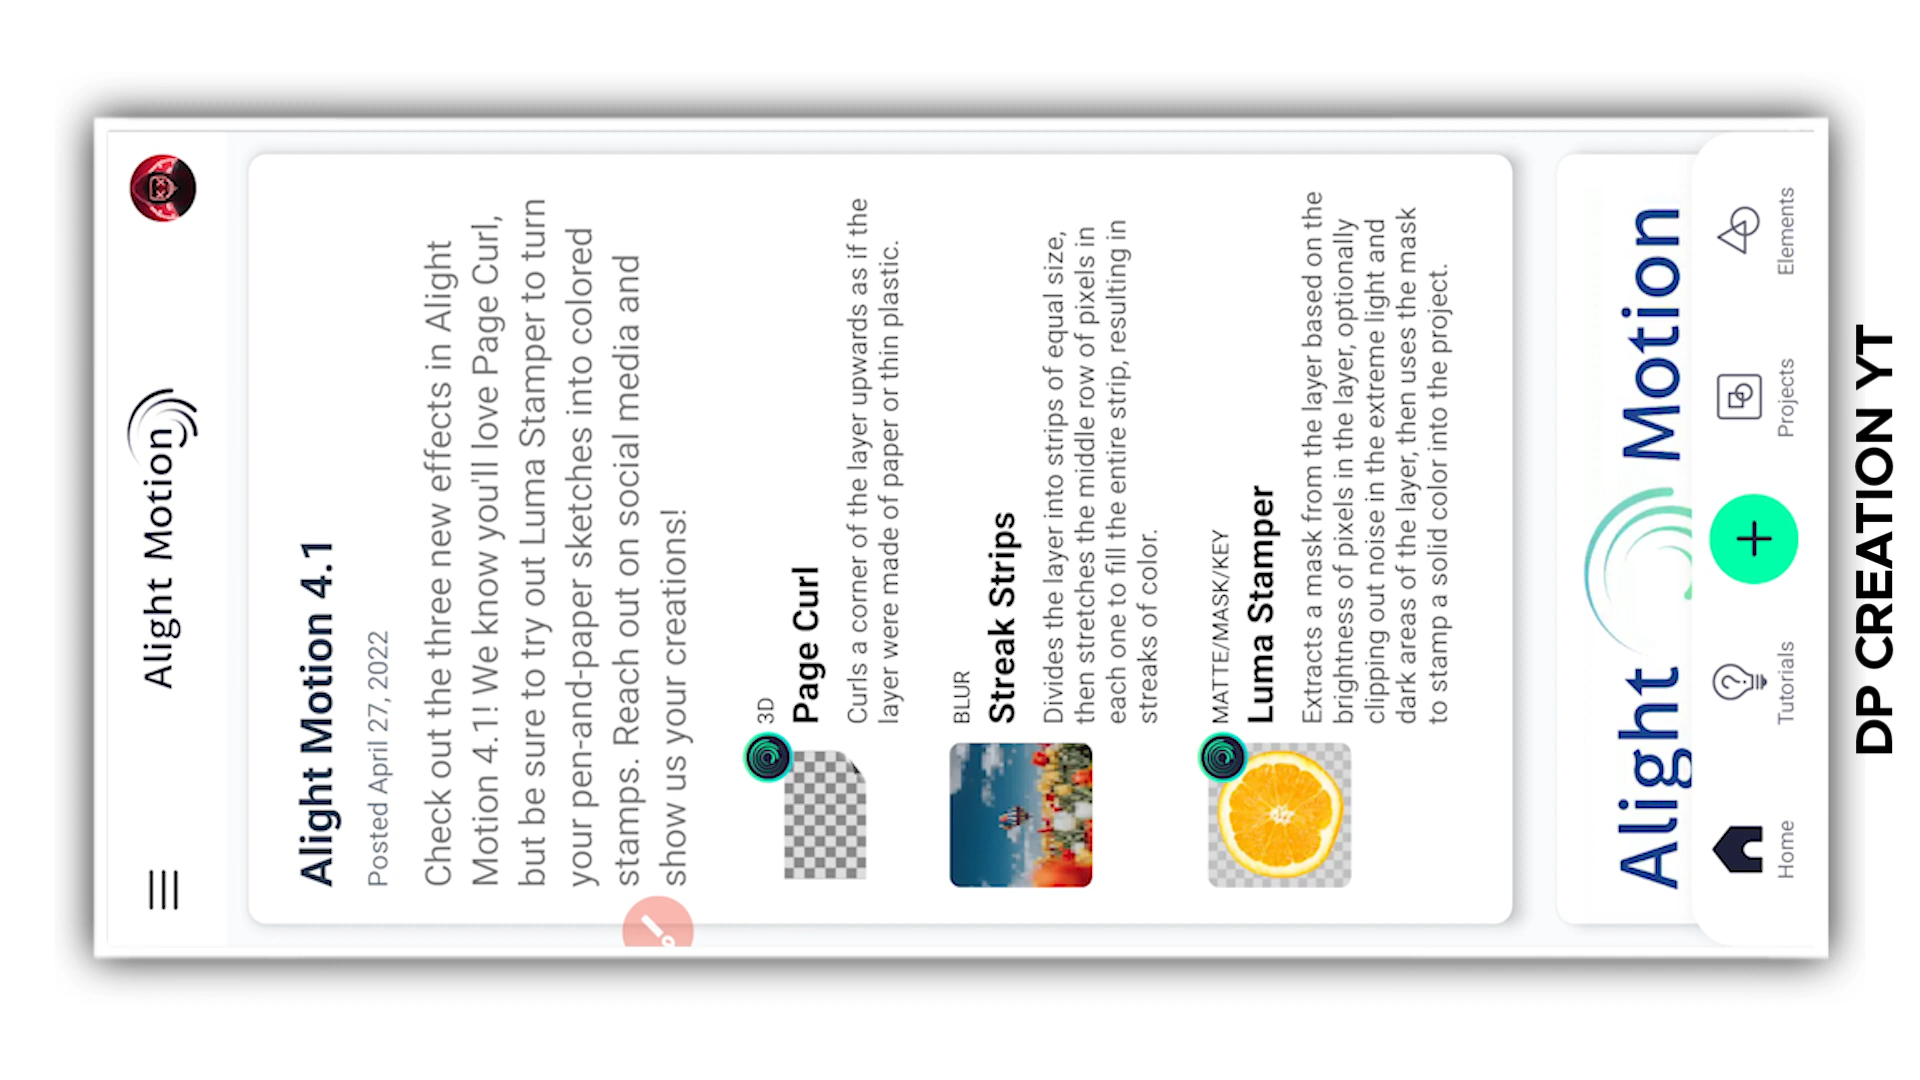 Alight Motion
Alight Motion 4.1
Posted April 27, 2022
Check out the three new effects in Alight
Motion 4.1! We know you'll love Page Curl,
but be sure to try out Luma Stamper to turn
your pen-and-paper sketches into colored
stamps. Reach out on social media and
show us your creations!
3D
Page Curl
Curls a corner of the layer upwards as if the
layer were made of paper or thin plastic.
BLUR
Streak Strips
Divides the layer into strips of equal size,
then stretches the middle row of pixels in
each one to fill the entire strip, resulting in
streaks of color.
MATTE/MASK/KEY
Luma Stamper
Extracts a mask from the layer based on the
brightness of pixels in the layer, optionally
clipping out noise in the extreme light and
dark areas of the layer, then uses the mask
to stamp a solid color into the project.
Alight Motion
Home
Tutorials
Projects
Elements
DP CREATION YT